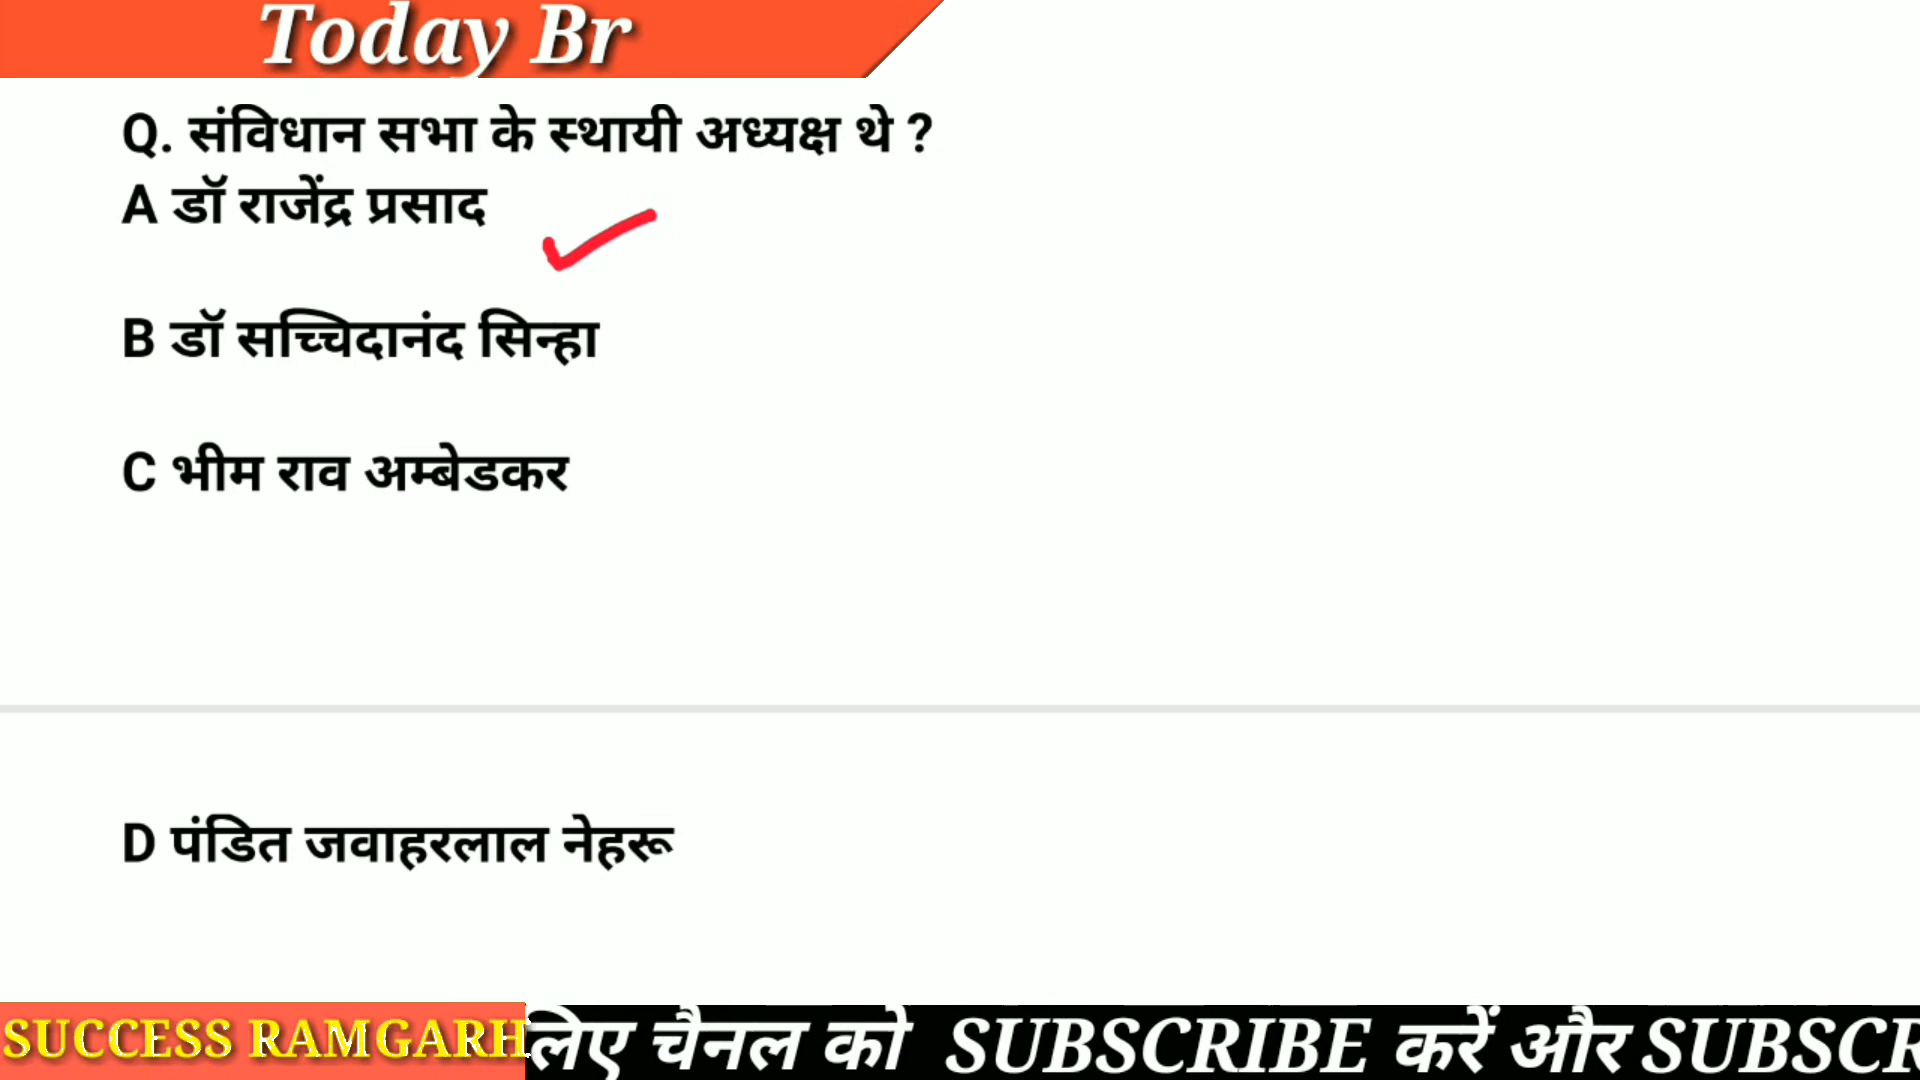 Today Br
Q. संविधान सभा के स्थायी अध्यक्ष थे ?
A डॉ राजेंद्र प्रसाद
B डॉ सच्चिदानंद सिन्हा
C भीम राव अम्बेडकर
D पंडित जवाहरलाल नेहरू
SUCCESS RAMGARH लिए चैनल को SUBSCRIBE करें और SUBSCR